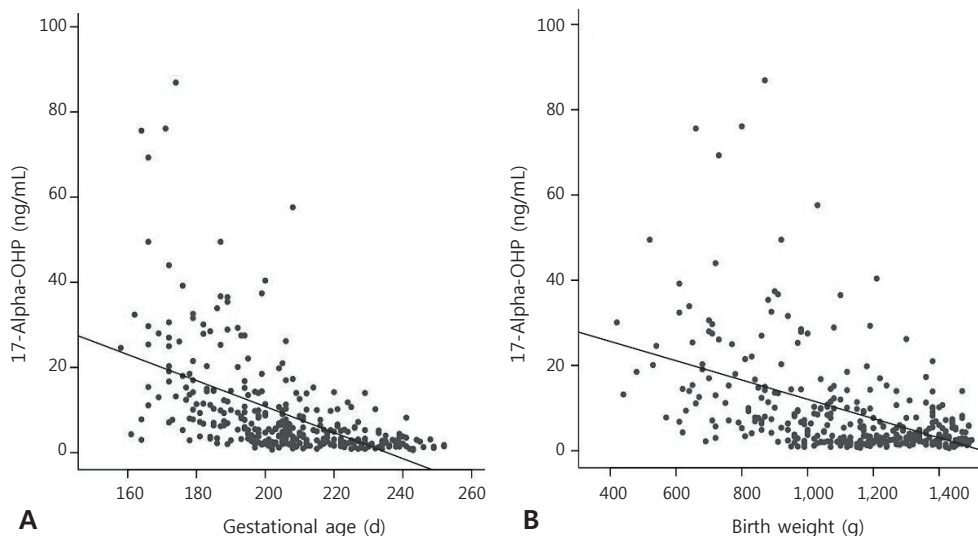 100
80
60
40
20
0
17-Alpha-OHP (ng/mL)
160 180 200 220 240 260
A Gestational age (d)
100
80
60
40
20
0
17-Alpha-OHP (ng/mL)
400 600 800 1,000 1,200 1,400
B Birth weight (g)